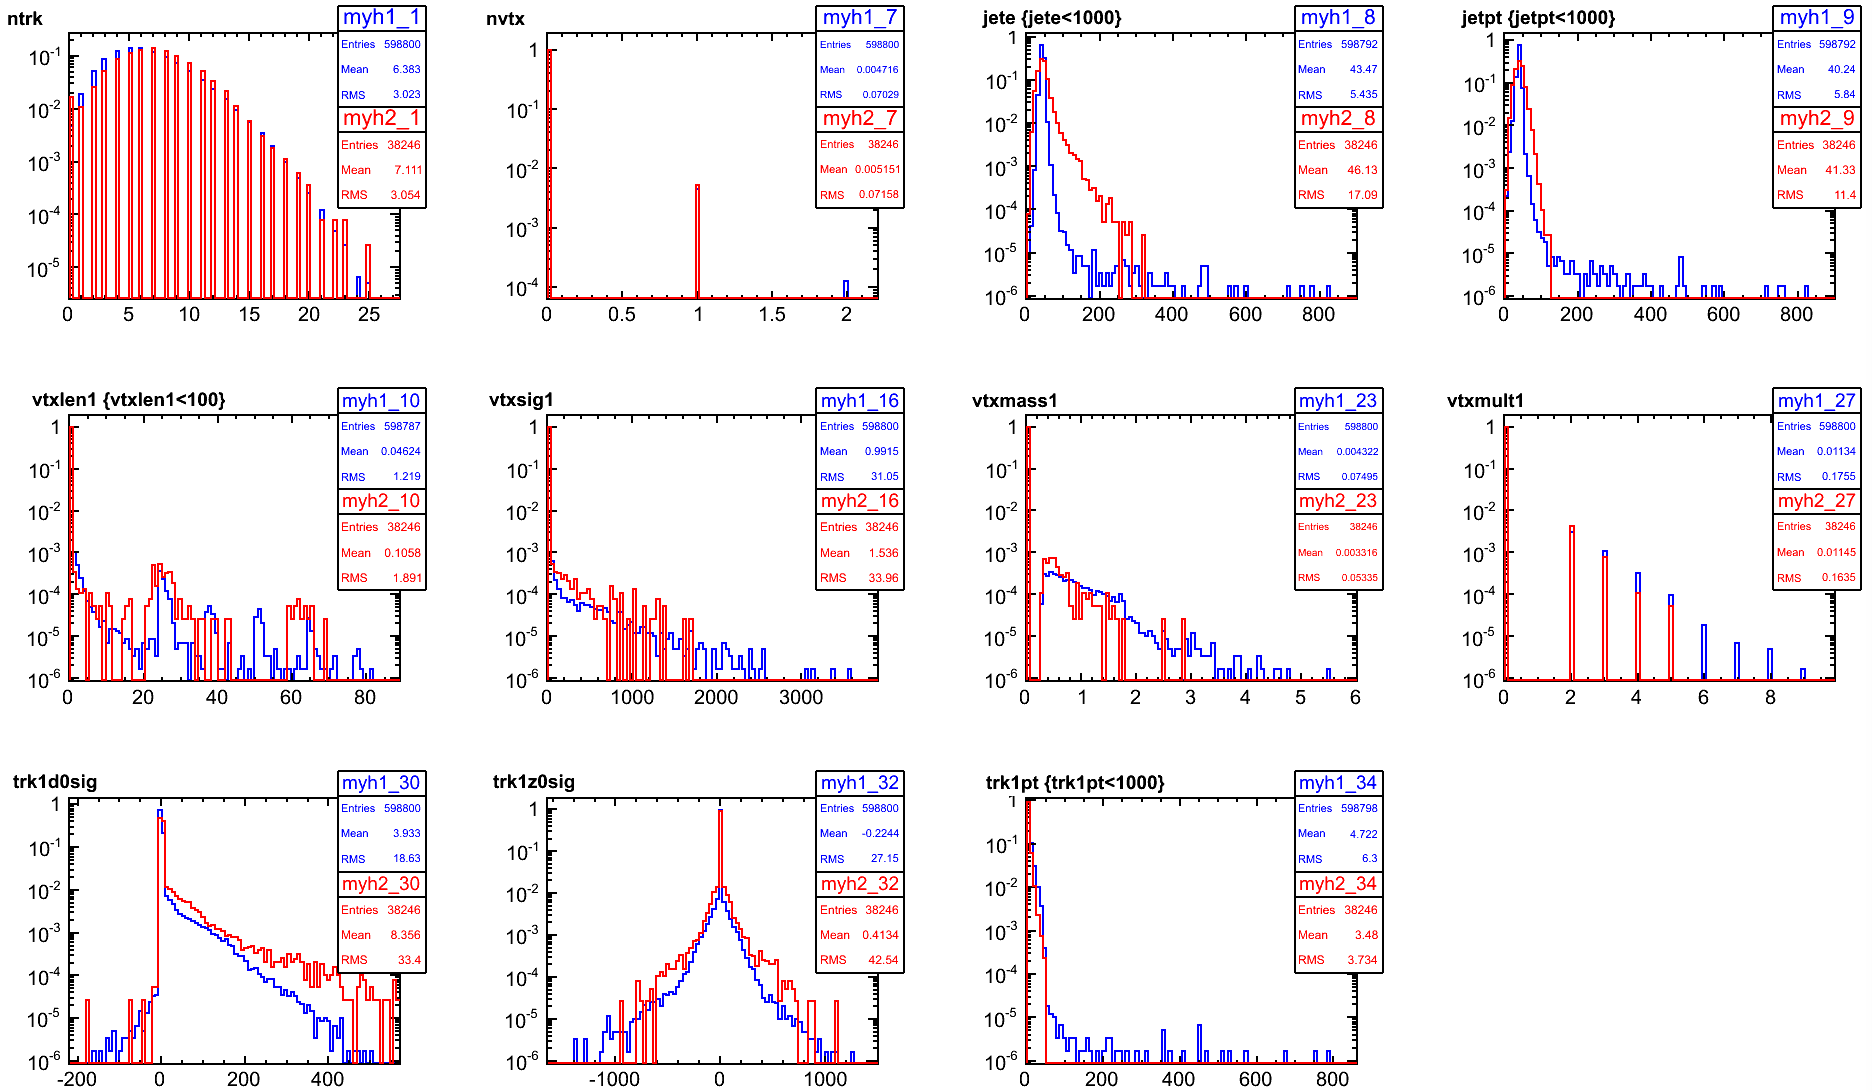 ntrk
myh1_1
Entries 598800
Mean 6.383
RMS 3.023
myh2_1
Entries 38246
Mean 7.111
RMS 3.054
10-1
10-2
10-3
10-4
10-5
0 5 10 15 20 25
nvtx
myh1_7
Entries 598800
Mean 0.004716
RMS 0.07029
myh2_7
Entries 38246
Mean 0.005151
RMS 0.07158
1
10-1
10-2
10-3
10-4
0 0.5 1 1.5 2
jete {jete<1000}
myh1_8
Entries 598792
Mean 43.47
RMS 5.435
myh2_8
Entries 38246
Mean 46.13
RMS 17.09
1
10-1
10-2
10-3
10-4
10-5
10-6
0 200 400 600 800
jetpt {jetpt<1000}
myh1_9
Entries 598792
Mean 40.24
RMS 5.84
myh2_9
Entries 38246
Mean 41.33
RMS 11.4
1
10-1
10-2
10-3
10-4
10-5
10-6
0 200 400 600 800
vtxlen1 {vtxlen1<100}
myh1_10
Entries 598787
Mean 0.04624
RMS 1.219
myh2_10
Entries 38246
Mean 0.1058
RMS 1.891
1
10-1
10-2
10-3
10-4
10-5
10-6
0 20 40 60 80
vtxsig1
myh1_16
Entries 598800
Mean 0.9915
RMS 31.05
myh2_16
Entries 38246
Mean 1.536
RMS 33.96
1
10-1
10-2
10-3
10-4
10-5
10-6
0 1000 2000 3000
vtxmass1
myh1_23
Entries 598800
Mean 0.004322
RMS 0.07495
myh2_23
Entries 38246
Mean 0.003316
RMS 0.05335
1
10-1
10-2
10-3
10-4
10-5
10-6
0 1 2 3 4 5 6
vtxmult1
myh1_27
Entries 598800
Mean 0.01134
RMS 0.1755
myh2_27
Entries 38246
Mean 0.01145
RMS 0.1635
1
10-1
10-2
10-3
10-4
10-5
10-6
0 2 4 6 8
trk1d0sig
myh1_30
Entries 598800
Mean 3.933
RMS 18.63
myh2_30
Entries 38246
Mean 8.356
RMS 33.4
1
10-1
10-2
10-3
10-4
10-5
10-6
-200 0 200 400
trk1z0sig
myh1_32
Entries 598800
Mean -0.2244
RMS 27.15
myh2_32
Entries 38246
Mean 0.4134
RMS 42.54
1
10-1
10-2
10-3
10-4
10-5
10-6
-1000 0 1000
trk1pt {trk1pt<1000}
myh1_34
Entries 598798
Mean 4.722
RMS 6.3
myh2_34
Entries 38246
Mean 3.48
RMS 3.734
1
10-1
10-2
10-3
10-4
10-5
10-6
0 200 400 600 800